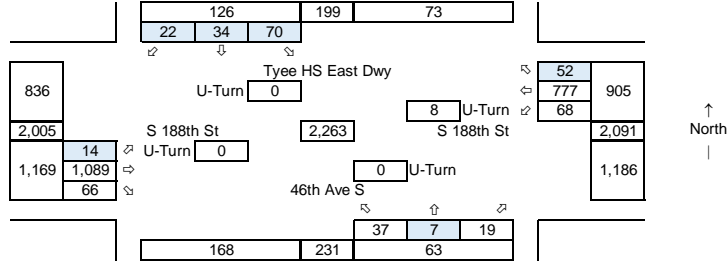 126 199 73
22 34 70
⬃ ⇩ ⬂
Tyee HS East Dwy
⬁ 52
836 U-Turn 0 ⇦ 777 905
8 U-Turn ⬃ 68
↑
2,005 S 188th St 2,263 S 188th St 2,091 North
14 ⬀ U-Turn 0 |
1,169 1,089 ⇨ 0 U-Turn 1,186
66 ⬂ 46th Ave S
⬁ ⇧ ⬀
37 7 19
168 231 63